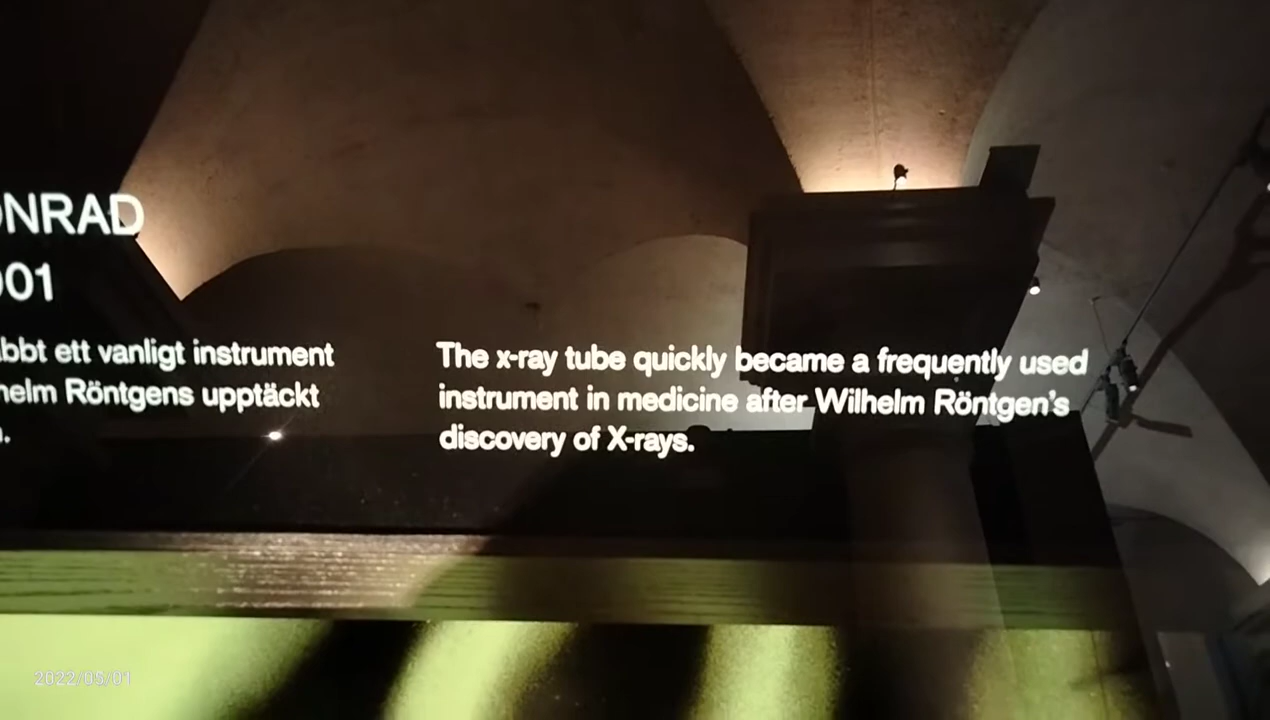 ONRAD
001
abbt ett vanligt instrument
helm Röntgens upptäckt
The x-ray tube quickly became a frequently used
instrument in medicine after Wilhelm Röntgen's
discovery of X-rays.
2022/09/01